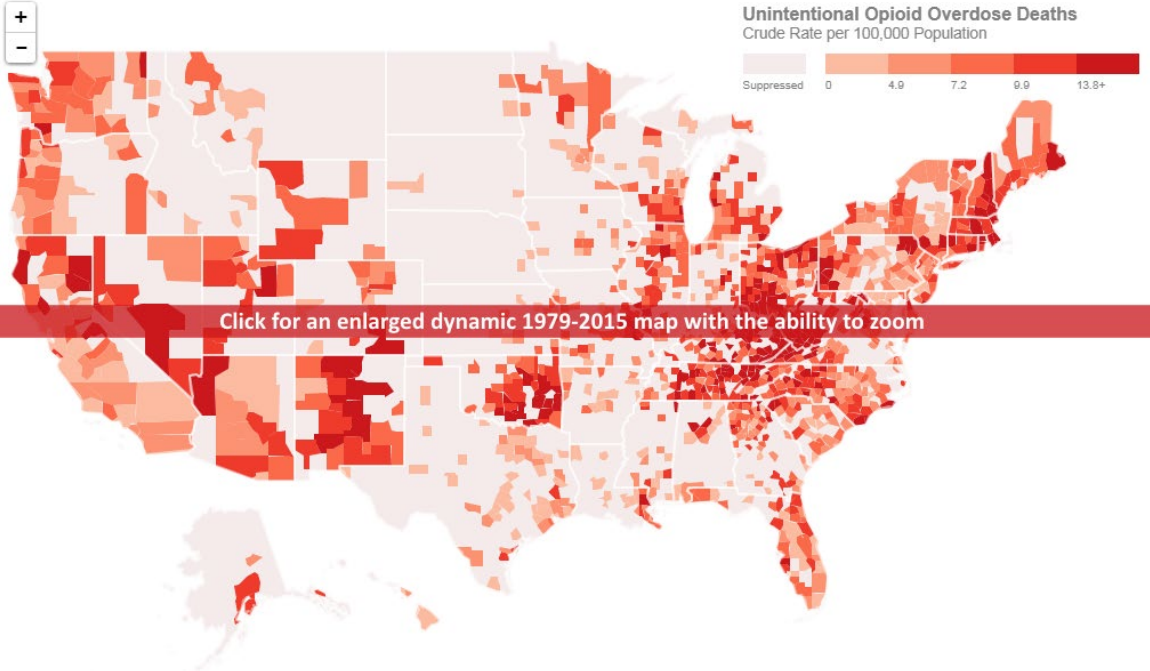 +
−
Unintentional Opioid Overdose Deaths
Crude Rate per 100,000 Population
Suppressed 0 4.9 7.2 9.9 13.8+
Click for an enlarged dynamic 1979-2015 map with the ability to zoom